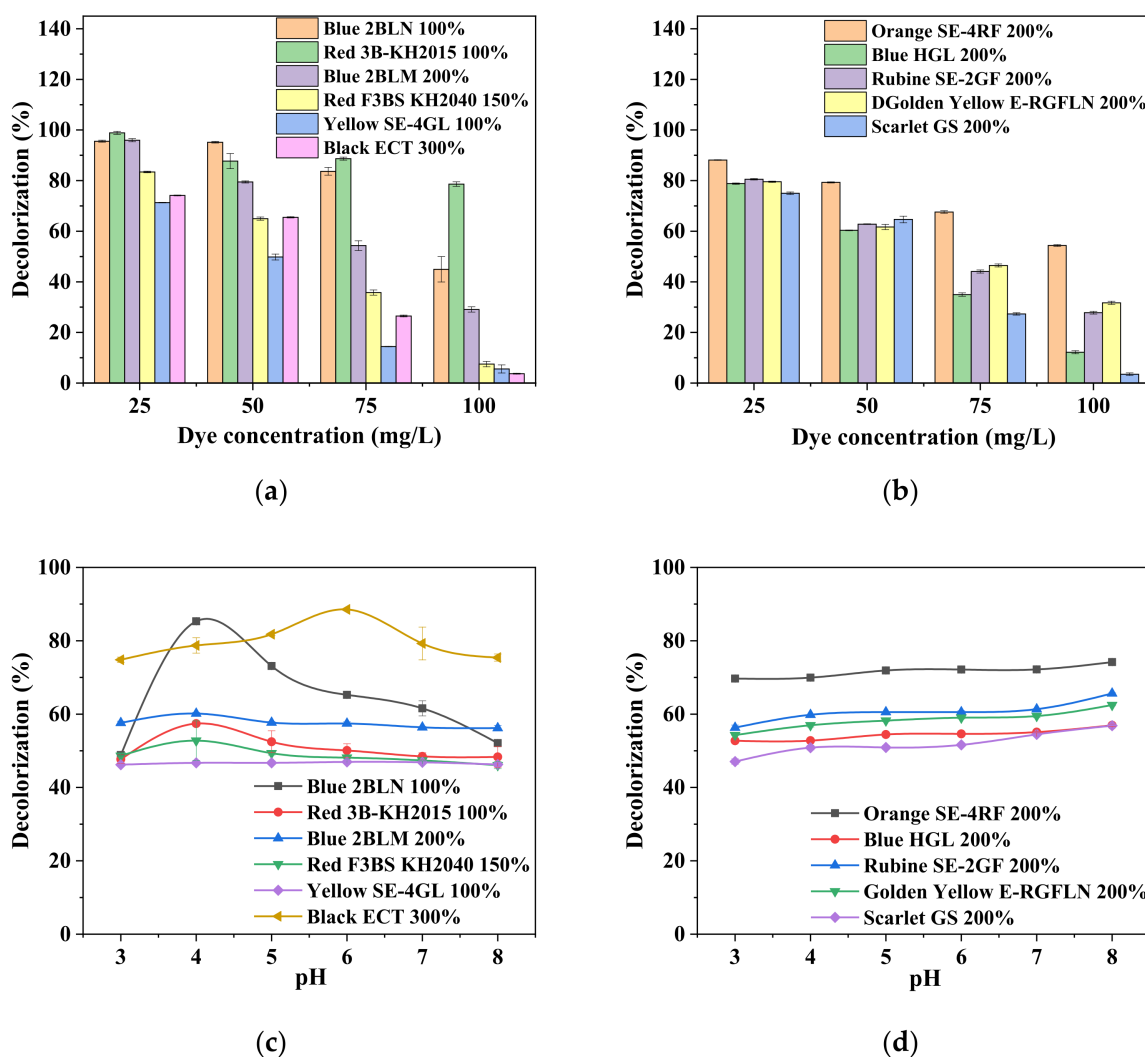 140
120
100
80
60
40
20
0
Decolorization (%)
Blue 2BLN 100%
Red 3B-KH2015 100%
Blue 2BLM 200%
Red F3BS KH2040 150%
Yellow SE-4GL 100%
Black ECT 300%
25 50 75 100
Dye concentration (mg/L)
(a)
140
120
100
80
60
40
20
0
Decolorization (%)
Orange SE-4RF 200%
Blue HGL 200%
Rubine SE-2GF 200%
DGolden Yellow E-RGFLN 200%
Scarlet GS 200%
25 50 75 100
Dye concentration (mg/L)
(b)
100
80
60
40
20
0
Decolorization (%)
Blue 2BLN 100%
Red 3B-KH2015 100%
Blue 2BLM 200%
Red F3BS KH2040 150%
Yellow SE-4GL 100%
Black ECT 300%
3 4 5 6 7 8
pH
(c)
100
80
60
40
20
0
Decolorization (%)
Orange SE-4RF 200%
Blue HGL 200%
Rubine SE-2GF 200%
Golden Yellow E-RGFLN 200%
Scarlet GS 200%
3 4 5 6 7 8
pH
(d)